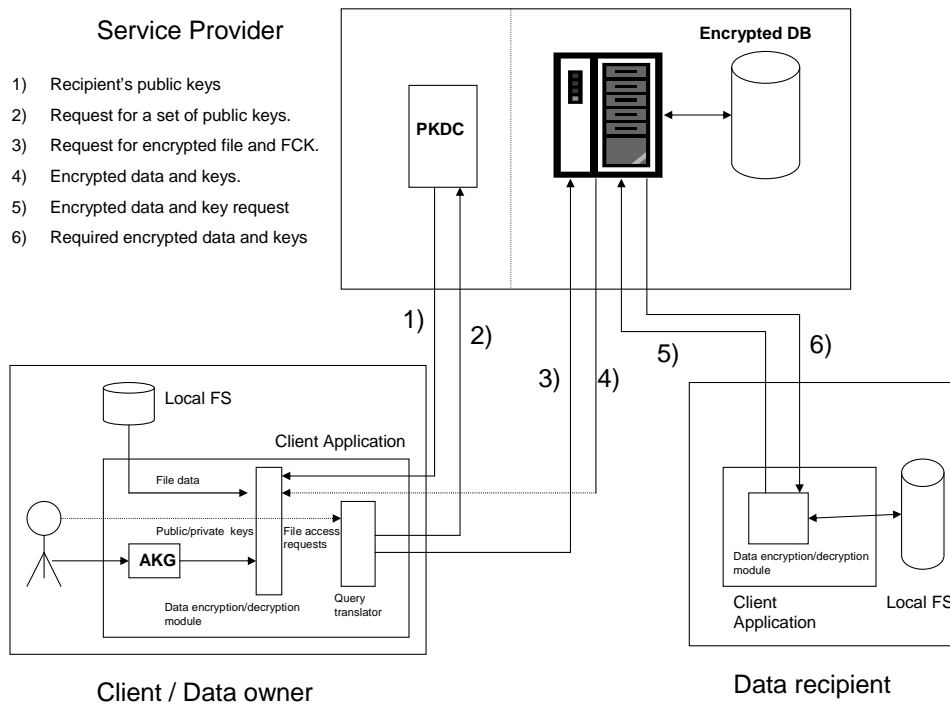 Service Provider
1) Recipient's public keys
2) Request for a set of public keys.
3) Request for encrypted file and FCK.
4) Encrypted data and keys.
5) Encrypted data and key request
6) Required encrypted data and keys
Encrypted DB
PKDC
1)
2)
3)
4)
5)
6)
Local FS
Client Application
File data
Public/private keys
File access
requests
AKG
Data encryption/decryption
module
Query
translator
Client / Data owner
Data encryption/decryption
module
Client
Application
Local FS
Data recipient